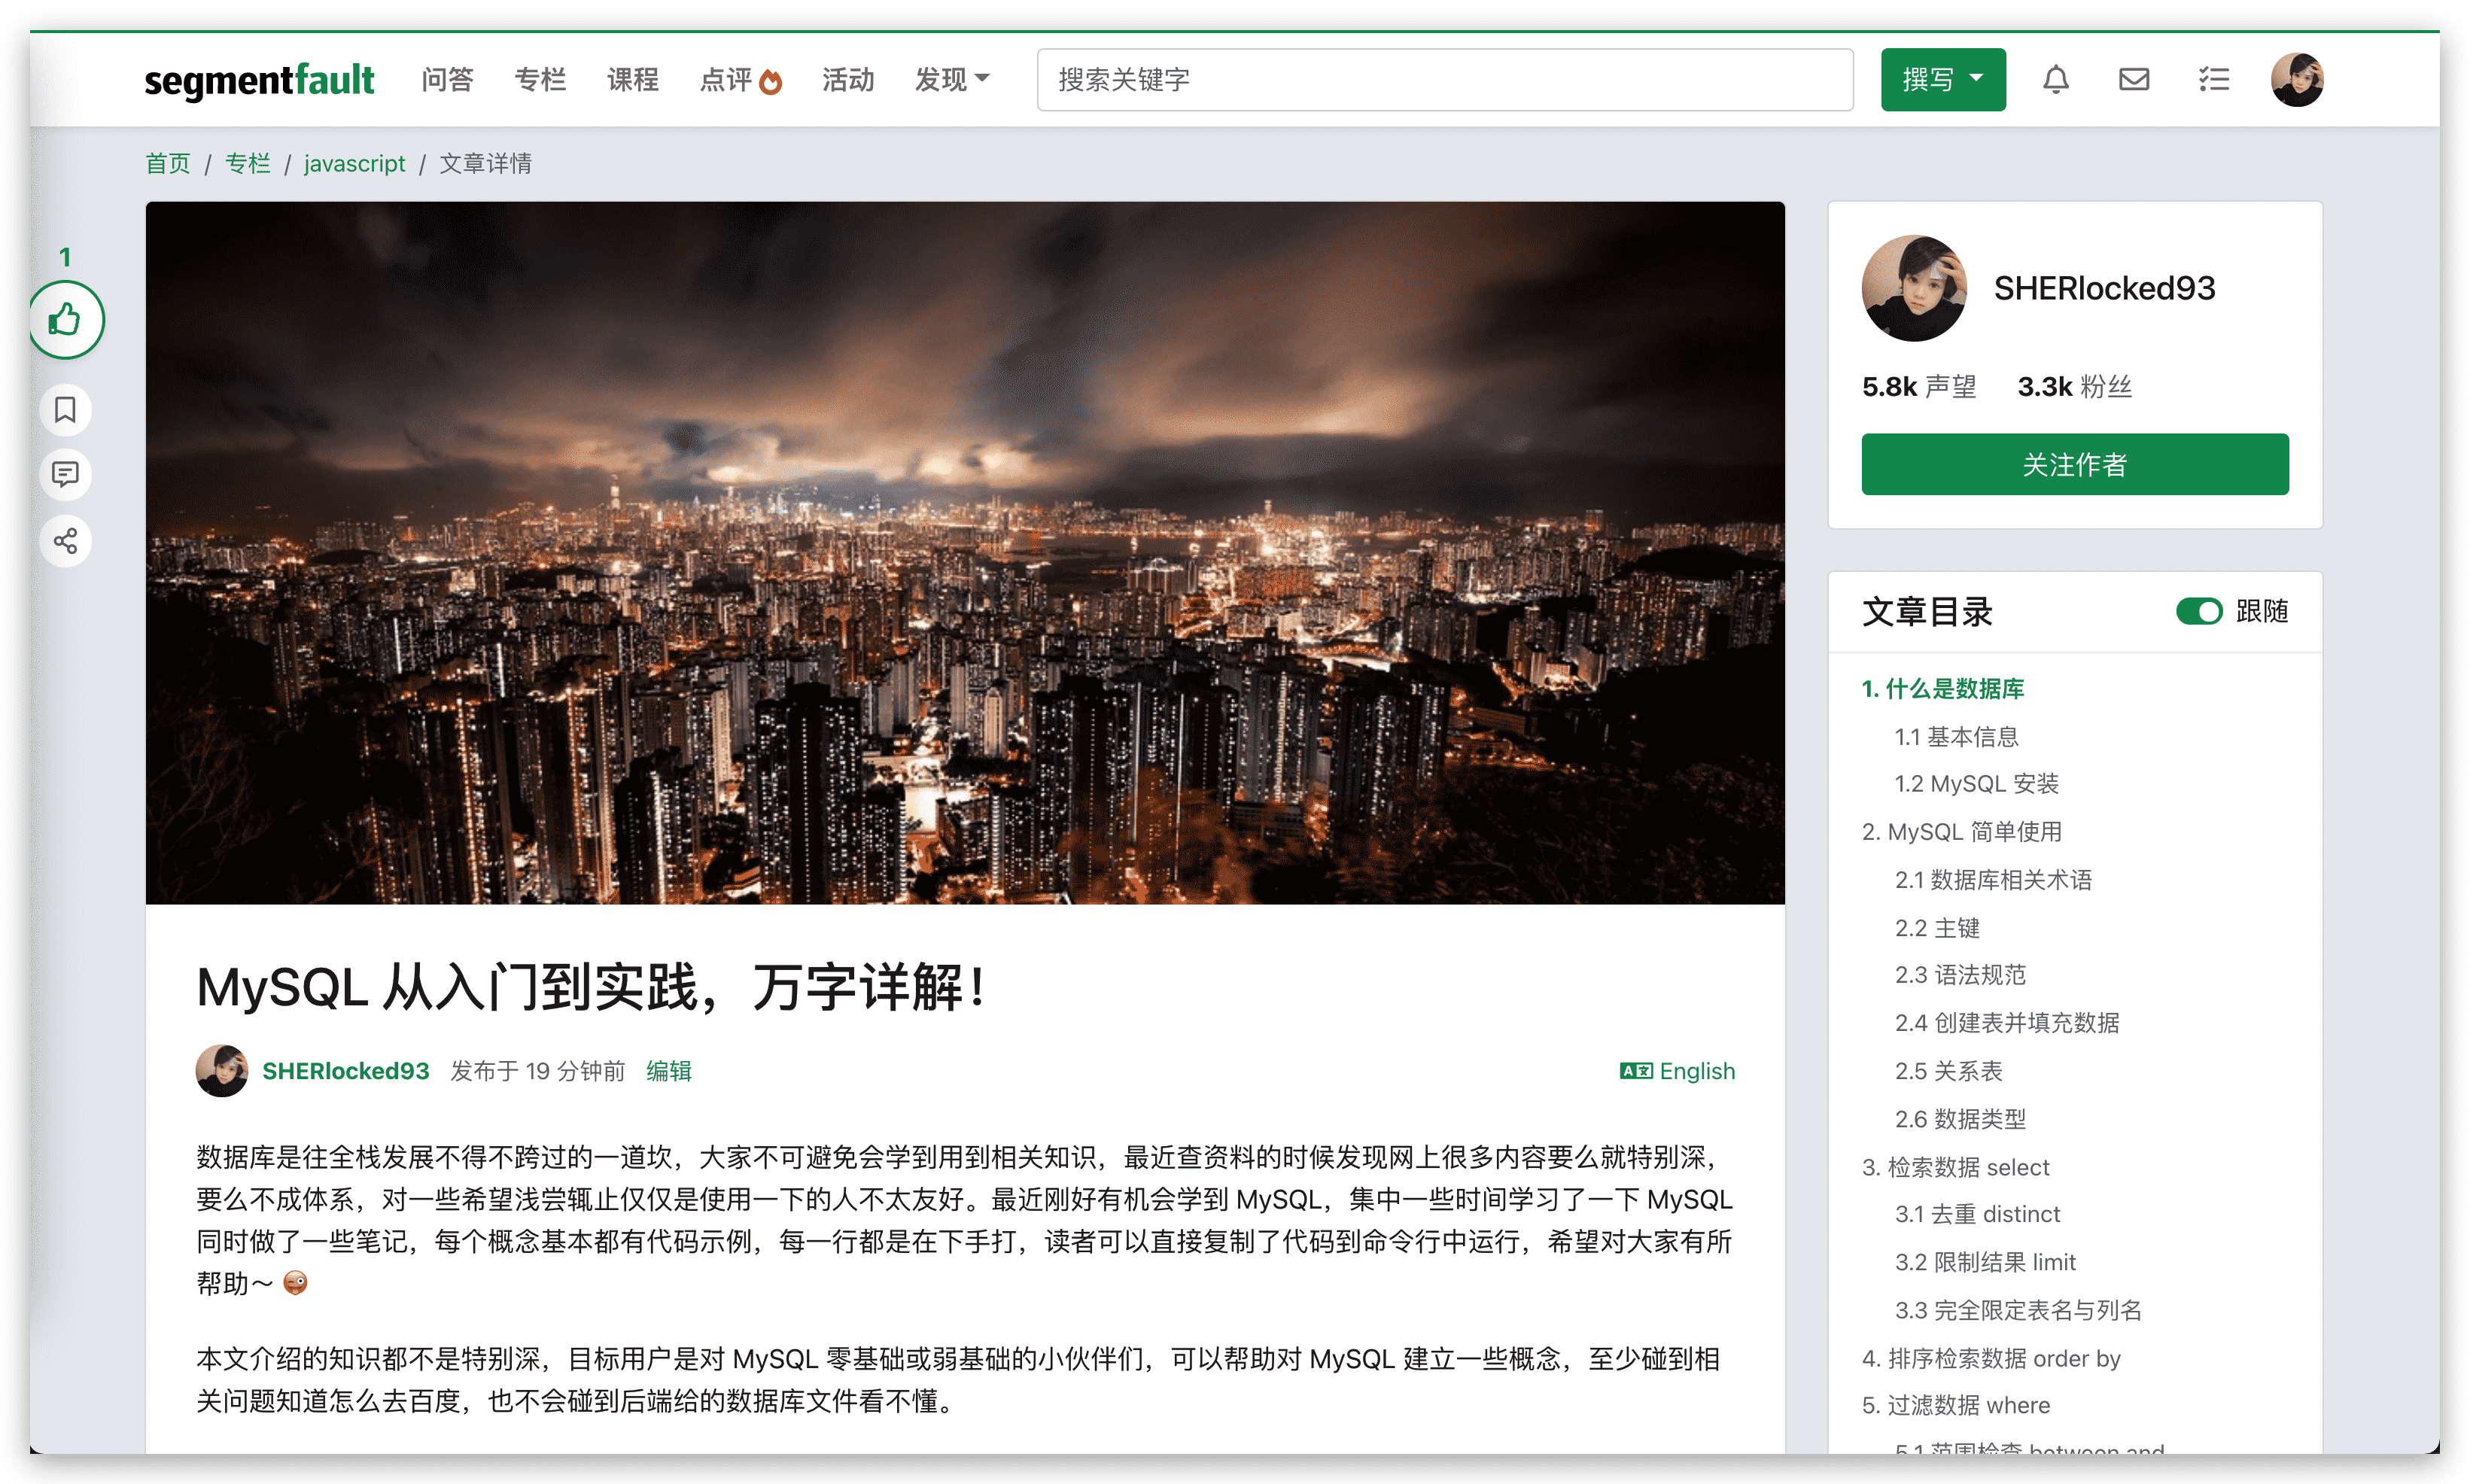 segmentfault 问答 专栏 课程 点评 活动 发现 搜索关键字 撰写
首页 / 专栏 / javascript / 文章详情
1
SHERlocked93
5.8k 声望 3.3k 粉丝
关注作者
文章目录 跟随
1. 什么是数据库
1.1 基本信息
1.2 MySQL 安装
2. MySQL 简单使用
2.1 数据库相关术语
2.2 主键
2.3 语法规范
2.4 创建表并填充数据
2.5 关系表
2.6 数据类型
3. 检索数据 select
3.1 去重 distinct
3.2 限制结果 limit
3.3 完全限定表名与列名
4. 排序检索数据 order by
5. 过滤数据 where
5.1 范围检查 between and
MySQL 从入门到实践，万字详解！
SHERlocked93 发布于 19 分钟前 编辑 A文 English
数据库是往全栈发展不得不跨过的一道坎，大家不可避免会学到用到相关知识，最近查资料的时候发现网上很多内容要么就特别深，
要么不成体系，对一些希望浅尝辄止仅仅是使用一下的人不太友好。最近刚好有机会学到 MySQL，集中一些时间学习了一下 MySQL
同时做了一些笔记，每个概念基本都有代码示例，每一行都是在下手打，读者可以直接复制了代码到命令行中运行，希望对大家有所
帮助～ 😜
本文介绍的知识都不是特别深，目标用户是对 MySQL 零基础或弱基础的小伙伴们，可以帮助对 MySQL 建立一些概念，至少碰到相
关问题知道怎么去百度，也不会碰到后端给的数据库文件看不懂。